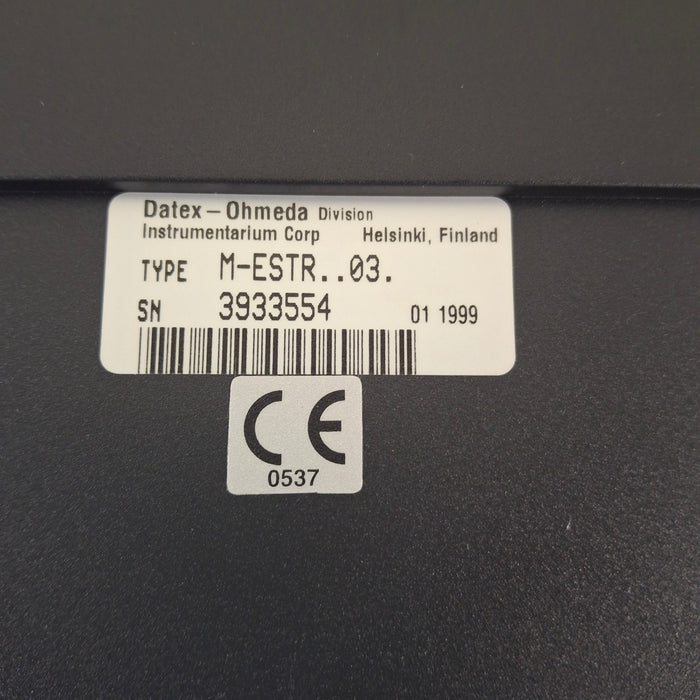 Datex-Ohmeda Division
Instrumentarium Corp Helsinki, Finland
TYPE M-ESTR..03.
SN 3933554 01 1999
CE
0537